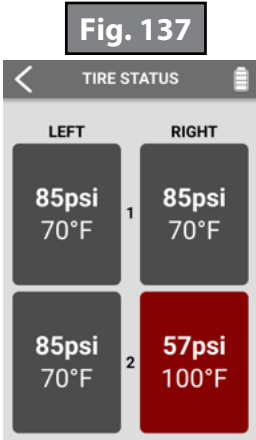 Fig. 137
TIRE STATUS
LEFT RIGHT
85psi 85psi
70°F 1 70°F
85psi 57psi
70°F 2 100°F